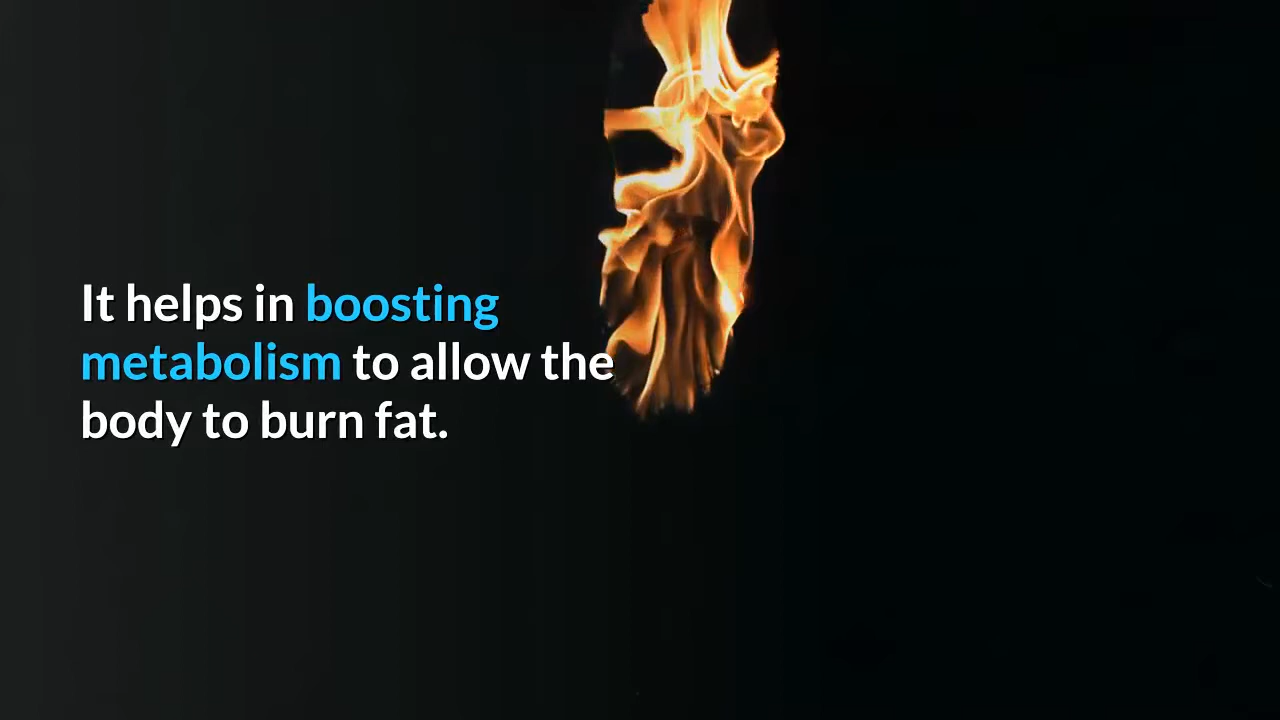 It helps in boosting
metabolism to allow the
body to burn fat.